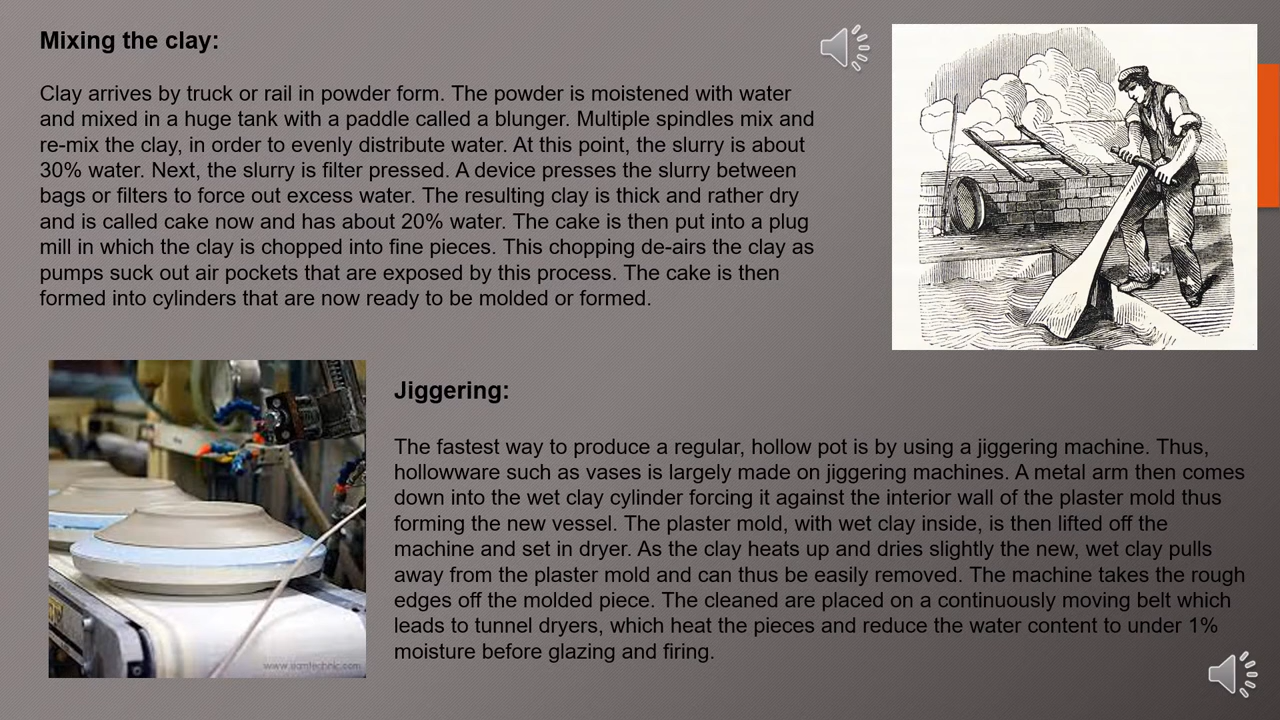 Mixing the clay:
Clay arrives by truck or rail in powder form. The powder is moistened with water
and mixed in a huge tank with a paddle called a blunger. Multiple spindles mix and
re-mix the clay, in order to evenly distribute water. At this point, the slurry is about
30% water. Next, the slurry is filter pressed. A device presses the slurry between
bags or filters to force out excess water. The resulting clay is thick and rather dry
and is called cake now and has about 20% water. The cake is then put into a plug
mill in which the clay is chopped into fine pieces. This chopping de-airs the clay as
pumps suck out air pockets that are exposed by this process. The cake is then
formed into cylinders that are now ready to be molded or formed.
Jiggering:
The fastest way to produce a regular, hollow pot is by using a jiggering machine. Thus,
hollowware such as vases is largely made on jiggering machines. A metal arm then comes
down into the wet clay cylinder forcing it against the interior wall of the plaster mold thus
forming the new vessel. The plaster mold, with wet clay inside, is then lifted off the
machine and set in dryer. As the clay heats up and dries slightly the new, wet clay pulls
away from the plaster mold and can thus be easily removed. The machine takes the rough
edges off the molded piece. The cleaned are placed on a continuously moving belt which
leads to tunnel dryers, which heat the pieces and reduce the water content to under 1%
moisture before glazing and firing.